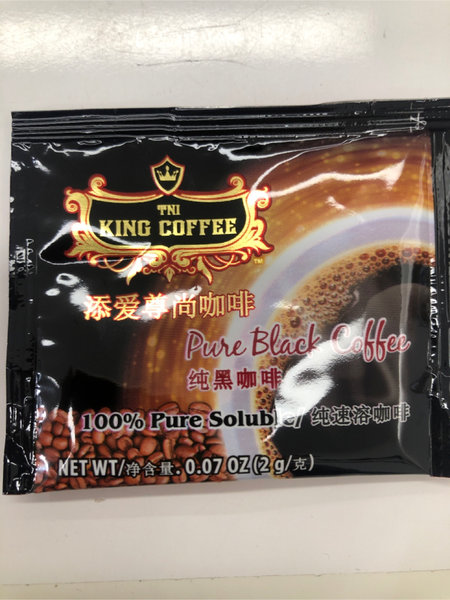 TNI
KING COFFEE
TM
添爱尊尚咖啡
Pure Black Coffee
纯黑咖啡
100% Pure Soluble/ 纯速溶咖啡
NET WT/净含量. 0.07 OZ (2 g/克)